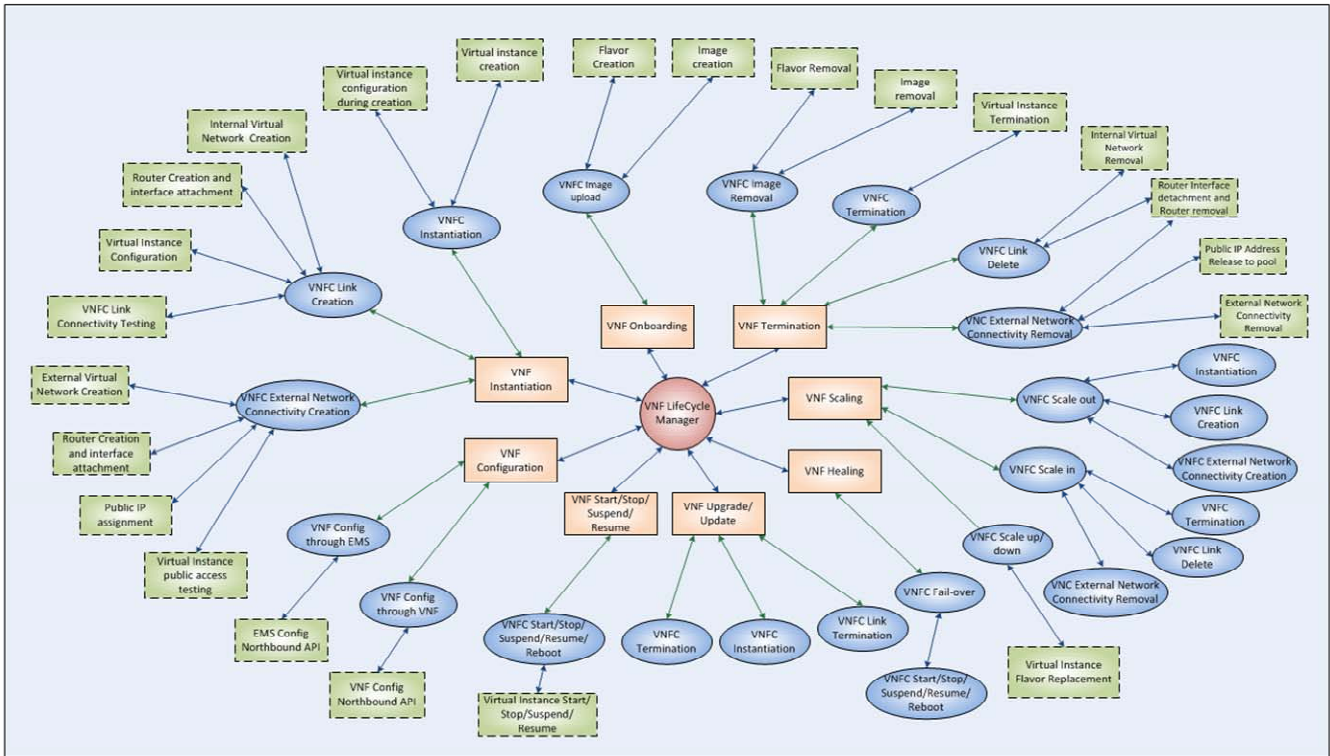 Virtual instance
creation
Flavor
Creation
Image
creation
Flavor Removal
Image
removal
Virtual Instance
Termination
Virtual instance
configuration
during creation
Internal Virtual
Network Creation
Router Creation and
interface attachment
Virtual Instance
Configuration
VNFC Link
Connectivity Testing
VNFC Link
Creation
VNFC
Instantiation
VNFC Image
upload
VNFC Image
Removal
VNFC
Termination
Internal Virtual
Network
Removal
Router Interface
detachment and
Router removal
Public IP Address
Release to pool
External Network
Connectivity
Removal
VNFC Link
Delete
VNC External Network
Connectivity Removal
VNF Onboarding
VNF Termination
VNF
Instantiation
VNF LifeCycle
Manager
VNF Scaling
VNF Healing
VNF
Configuration
VNF Start/Stop/
Suspend/
Resume
VNF Upgrade/
Update
External Virtual
Network Creation
Router Creation
and interface
attachment
Public IP
assignment
Virtual Instance
public access
testing
VNFC External Network
Connectivity Creation
VNF Config
through EMS
VNF Config
through VNF
EMS Config
Northbound API
VNF Config
Northbound API
VNFC Start/Stop/
Suspend/Resume/
Reboot
Virtual Instance Start/
Stop/Suspend/
Resume
VNFC
Termination
VNFC
Instantiation
VNFC Link
Termination
VNFC Fail-over
VNFC Start/Stop/
Suspend/Resume/
Reboot
VNFC Scale out
VNFC
Instantiation
VNFC Link
Creation
VNFC External Network
Connectivity Creation
VNFC Scale in
VNFC
Termination
VNFC Link
Delete
VNC External Network
Connectivity Removal
VNFC Scale up/
down
Virtual Instance
Flavor Replacement